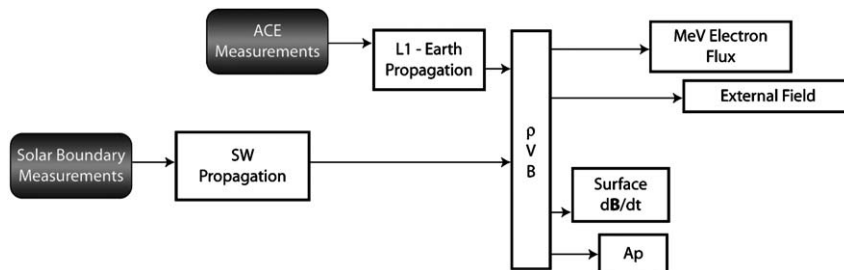 ACE
Measurements
L1 - Earth
Propagation
MeV Electron
Flux
External Field
ρ
V
B
Solar Boundary
Measurements
SW
Propagation
Surface
dB/dt
Ap